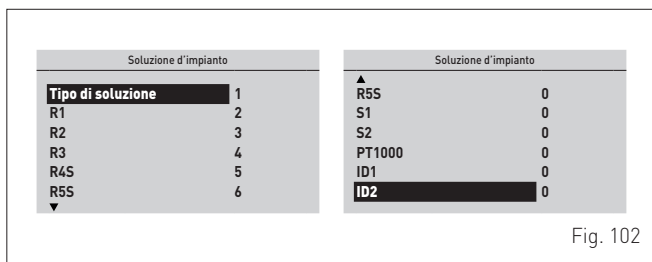 Soluzione d'impianto
Tipo di soluzione 1
R1 2
R2 3
R3 4
R4S 5
R5S 6
▼
Soluzione d'impianto
▲
R5S 0
S1 0
S2 0
PT1000 0
ID1 0
ID2 0
Fig. 102